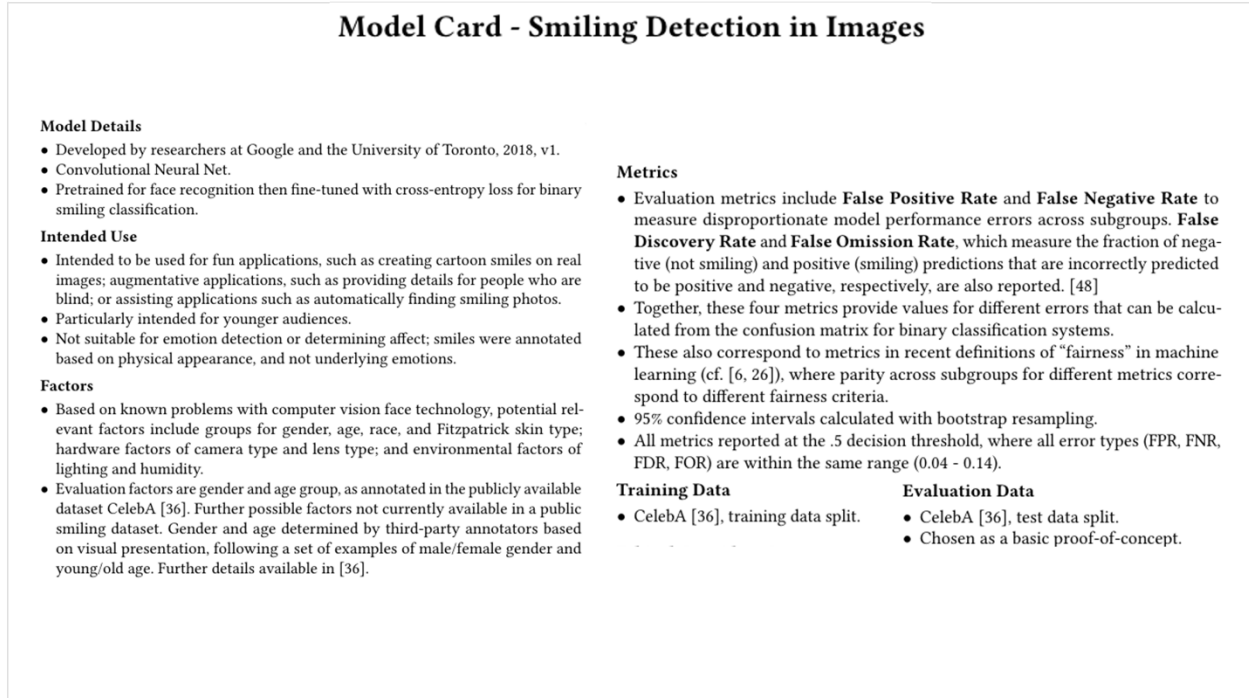 Model Card - Smiling Detection in Images
Model Details
• Developed by researchers at Google and the University of Toronto, 2018, v1.
• Convolutional Neural Net.
• Pretrained for face recognition then fine-tuned with cross-entropy loss for binary
smiling classification.
Intended Use
• Intended to be used for fun applications, such as creating cartoon smiles on real
images; augmentative applications, such as providing details for people who are
blind; or assisting applications such as automatically finding smiling photos.
• Particularly intended for younger audiences.
• Not suitable for emotion detection or determining affect; smiles were annotated
based on physical appearance, and not underlying emotions.
Factors
• Based on known problems with computer vision face technology, potential rel-
evant factors include groups for gender, age, race, and Fitzpatrick skin type;
hardware factors of camera type and lens type; and environmental factors of
lighting and humidity.
• Evaluation factors are gender and age group, as annotated in the publicly available
dataset CelebA [36]. Further possible factors not currently available in a public
smiling dataset. Gender and age determined by third-party annotators based
on visual presentation, following a set of examples of male/female gender and
young/old age. Further details available in [36].
Metrics
• Evaluation metrics include False Positive Rate and False Negative Rate to
measure disproportionate model performance errors across subgroups. False
Discovery Rate and False Omission Rate, which measure the fraction of nega-
tive (not smiling) and positive (smiling) predictions that are incorrectly predicted
to be positive and negative, respectively, are also reported. [48]
• Together, these four metrics provide values for different errors that can be calcu-
lated from the confusion matrix for binary classification systems.
• These also correspond to metrics in recent definitions of “fairness” in machine
learning (cf. [6, 26]), where parity across subgroups for different metrics corre-
spond to different fairness criteria.
• 95% confidence intervals calculated with bootstrap resampling.
• All metrics reported at the .5 decision threshold, where all error types (FPR, FNR,
FDR, FOR) are within the same range (0.04 - 0.14).
Training Data
• CelebA [36], training data split.
Evaluation Data
• CelebA [36], test data split.
• Chosen as a basic proof-of-concept.